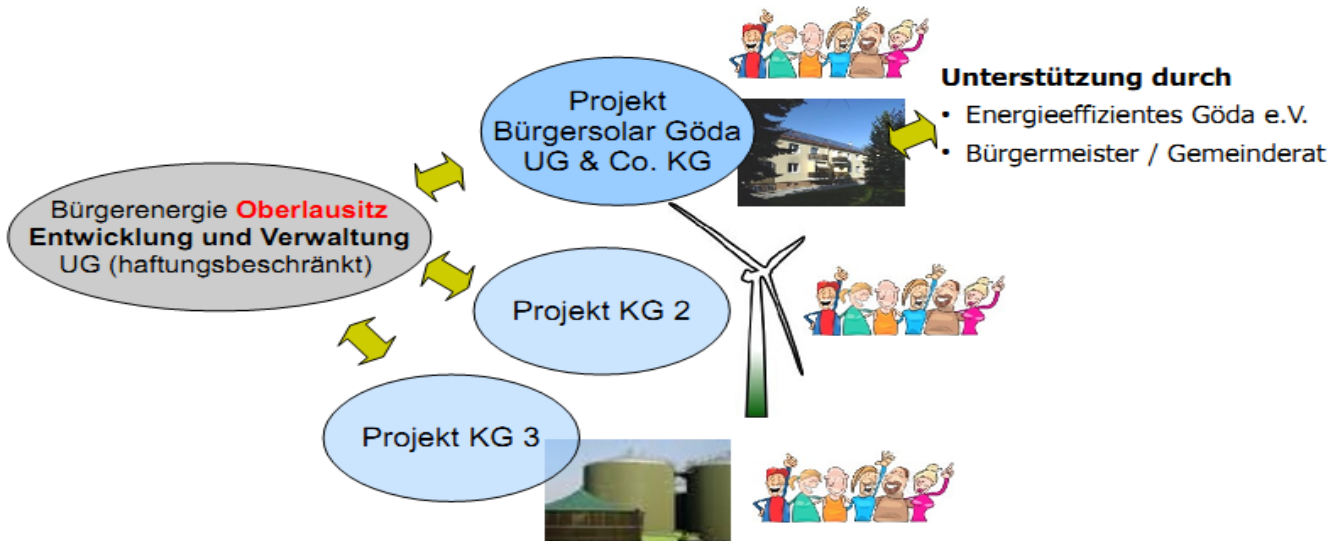 Projekt
Bürgersolar Göda
UG & Co. KG
Unterstützung durch
• Energieeffizientes Göda e.V.
• Bürgermeister / Gemeinderat
Bürgerenergie Oberlausitz
Entwicklung und Verwaltung
UG (haftungsbeschränkt)
Projekt KG 2
Projekt KG 3